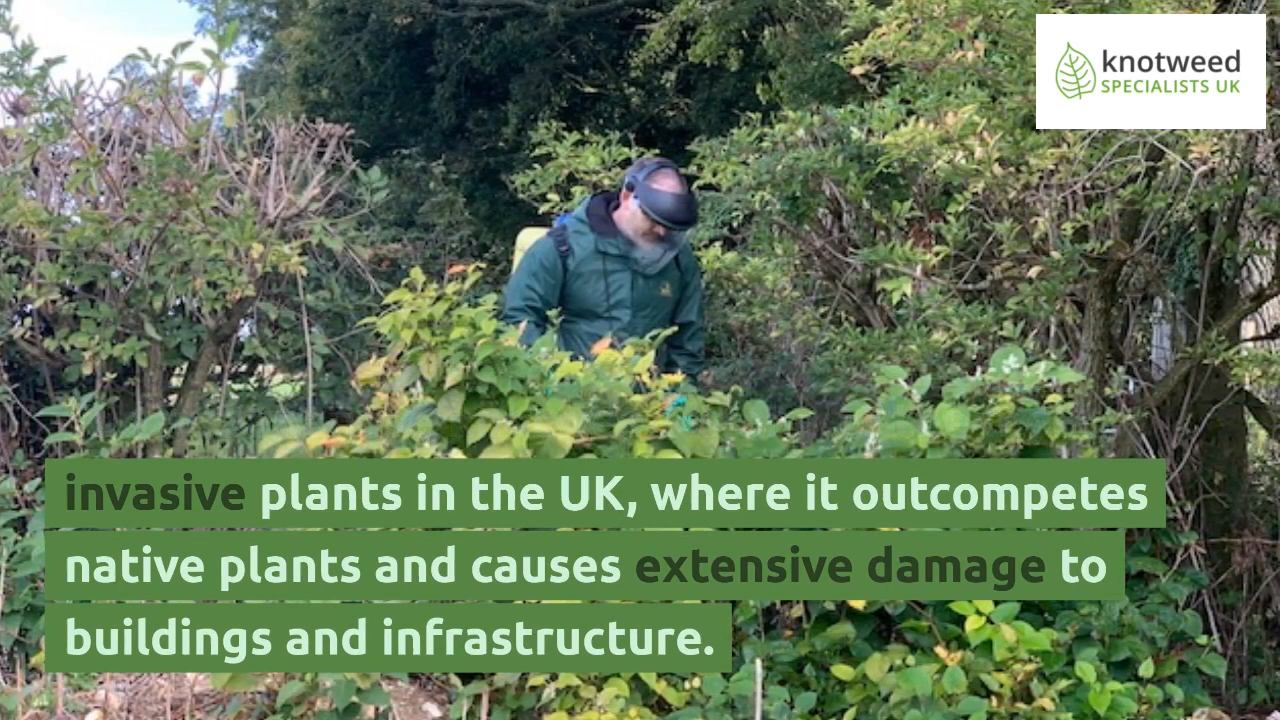 knotweed
SPECIALISTS UK
invasive plants in the UK, where it outcompetes
native plants and causes extensive damage to
buildings and infrastructure.